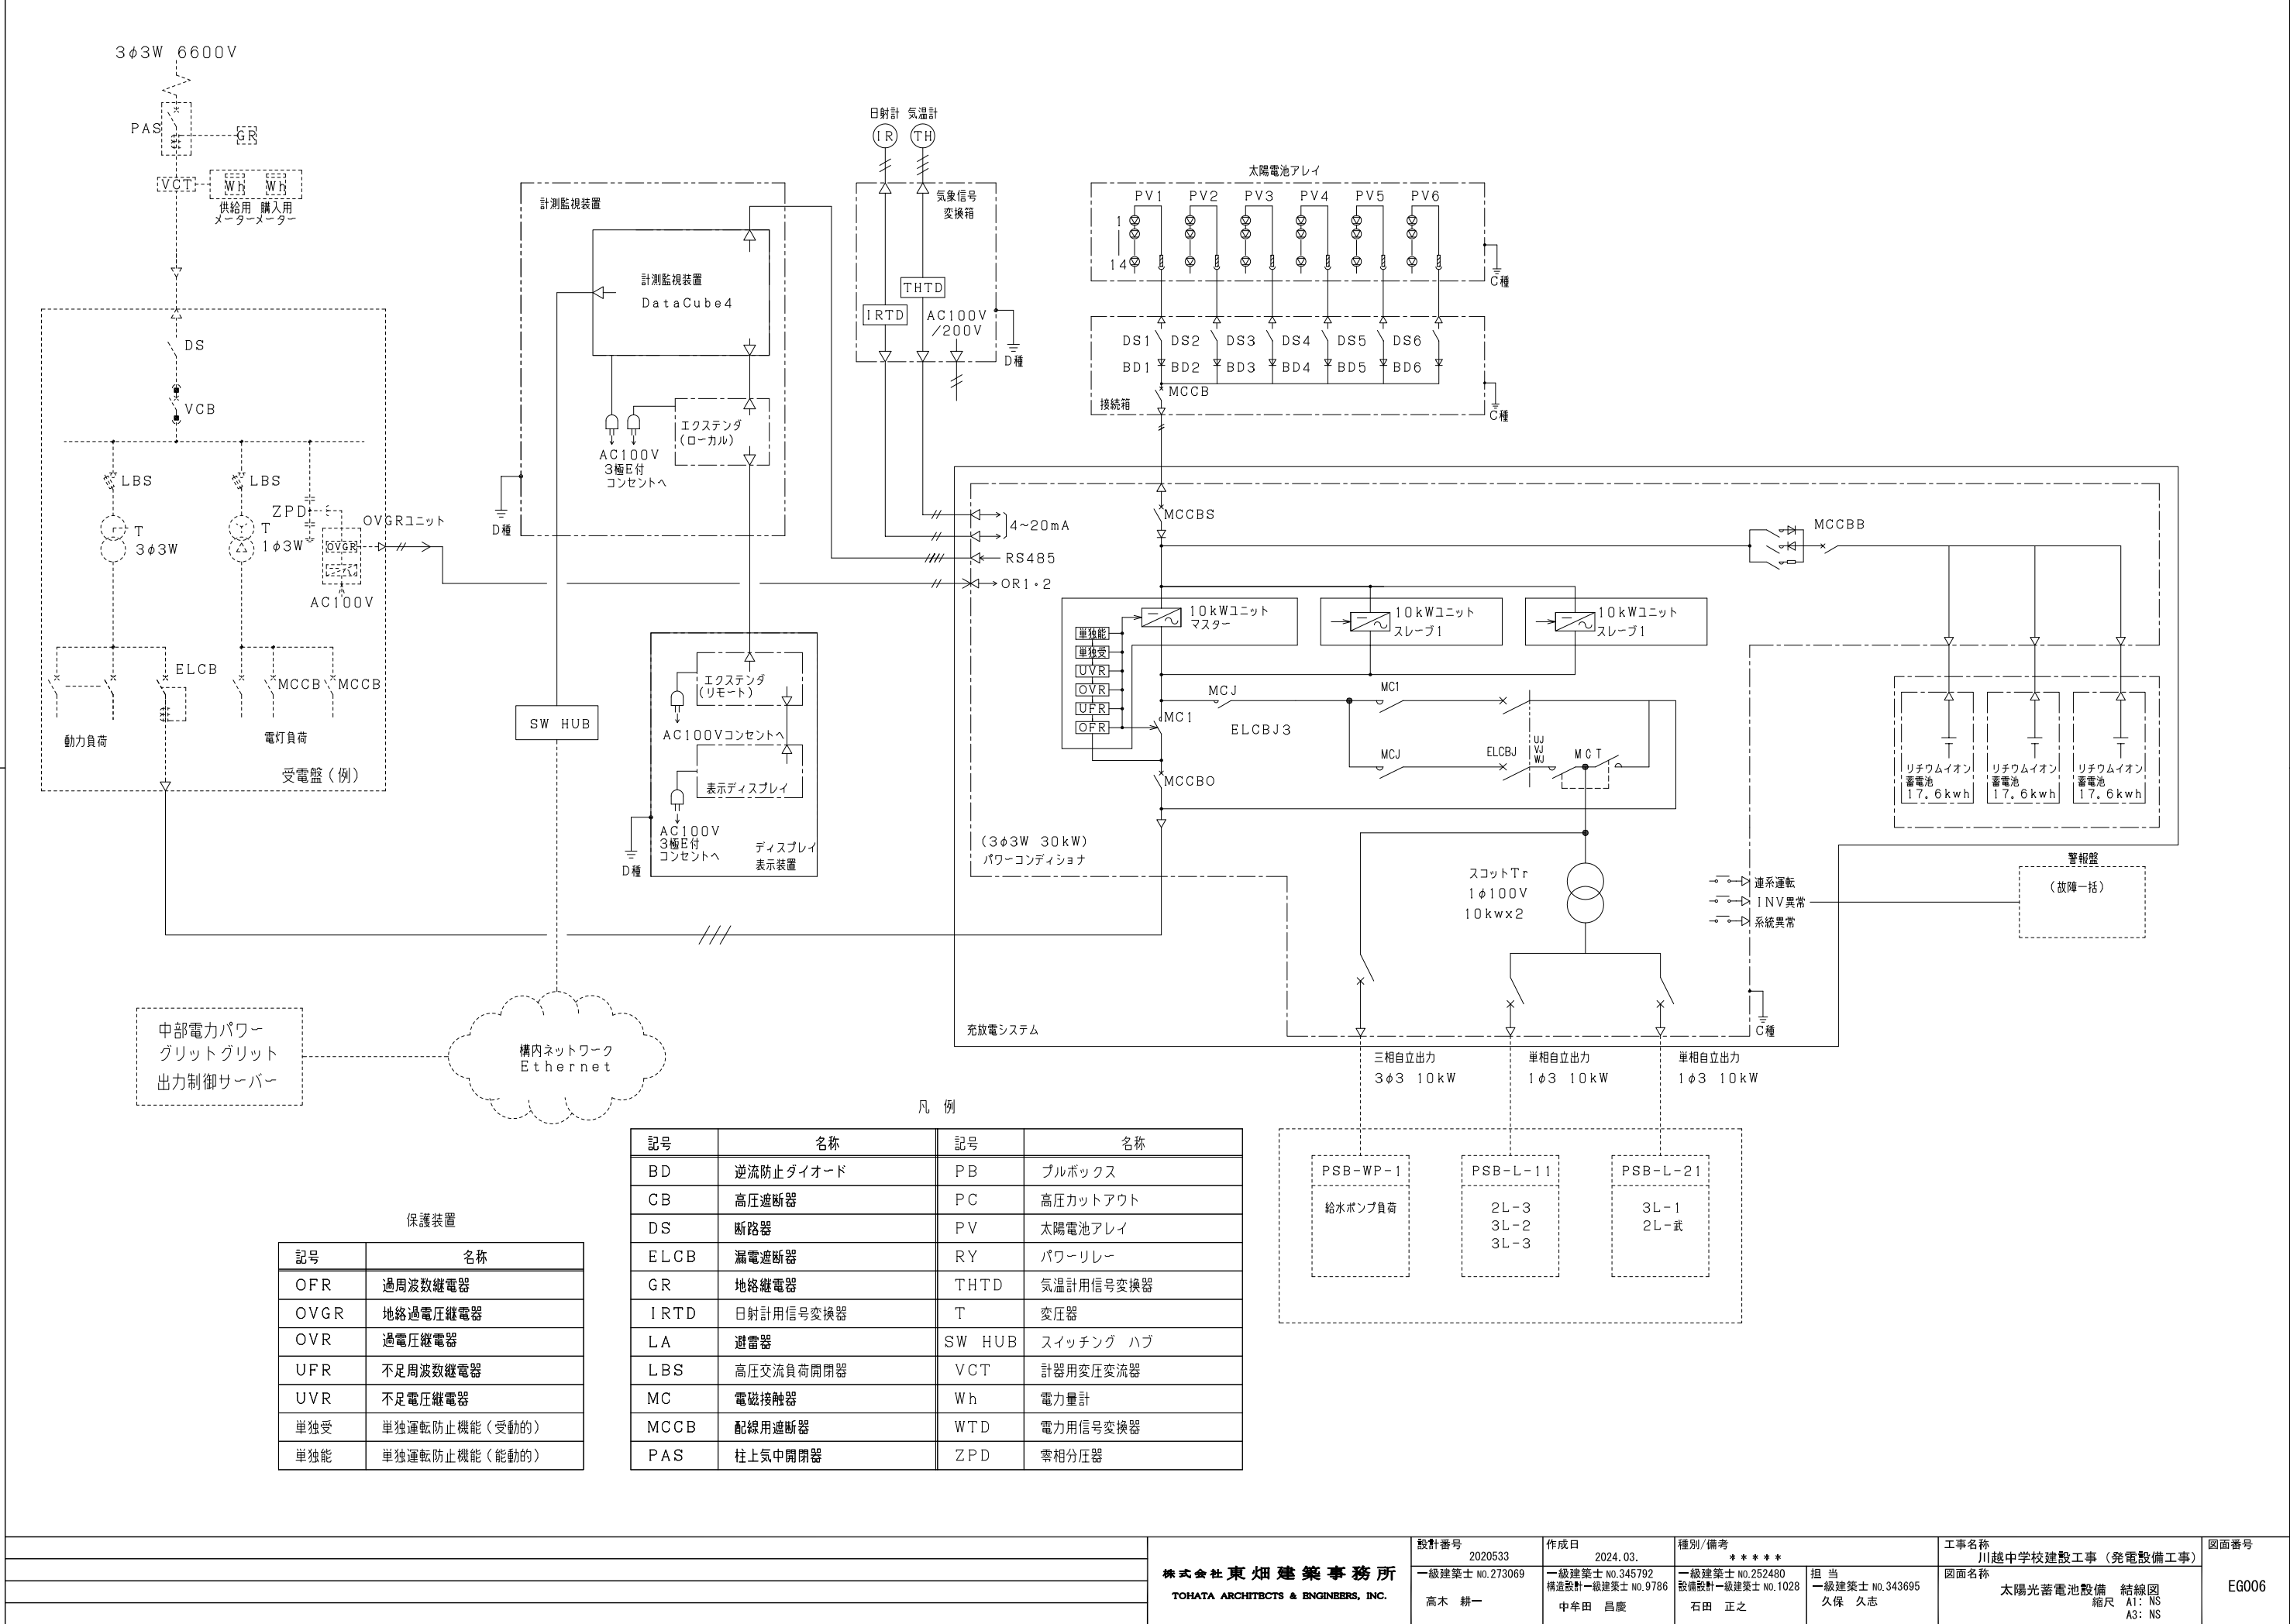 3φ3W 6600V
PAS
GR
VCT
Wh
Wh
供給用 購入用
メーターメーター
DS
VCB
LBS
LBS
ZPD
T
3φ3W
T
1φ3W
OVGRユニット
OVGR
AC100V
ELCB
MCCB
MCCB
動力負荷
電灯負荷
受電盤(例)
計測監視装置
計測監視装置
DataCube4
エクステンダ
(ローカル)
AC100V
3極E付
コンセントへ
D種
日射計 気温計
IR
TH
気象信号
変換箱
THTD
IRTD
AC100V
/200V
D種
4~20mA
RS485
OR1・2
SW HUB
エクステンダ
(リモート)
AC100Vコンセントへ
表示ディスプレイ
AC100V
3極E付
コンセントへ
ディスプレイ
表示装置
D種
太陽電池アレイ
PV1 PV2 PV3 PV4 PV5 PV6
1
14
C種
DS1 DS2 DS3 DS4 DS5 DS6
BD1 BD2 BD3 BD4 BD5 BD6
MCCB
接続箱
C種
MCCBS
MCCBB
10kWユニット
マスター
10kWユニット
スレーブ1
10kWユニット
スレーブ1
単独能
単独受
UVR
OVR
UFR
OFR
MC1
MCCBO
MCJ
ELCBJ3
MC1
MCJ
ELCBJ
UJ
VJ
WJ
MCT
リチウムイオン
蓄電池
17.6kwh
リチウムイオン
蓄電池
17.6kwh
リチウムイオン
蓄電池
17.6kwh
(3φ3W 30kW)
パワーコンディショナ
スコットTr
1φ100V
10kwx2
連系運転
INV異常
系統異常
警報盤
(故障一括)
C種
充放電システム
三相自立出力
3φ3 10kW
単相自立出力
1φ3 10kW
単相自立出力
1φ3 10kW
PSB-WP-1
給水ポンプ負荷
PSB-L-11
2L-3
3L-2
3L-3
PSB-L-21
3L-1
2L-武
中部電力パワー
グリットグリット
出力制御サーバー
構内ネットワーク
Ethernet
凡 例
記号 名称 記号 名称
BD 逆流防止ダイオード PB プルボックス
CB 高圧遮断器 PC 高圧カットアウト
DS 断路器 PV 太陽電池アレイ
ELCB 漏電遮断器 RY パワーリレー
GR 地絡継電器 THTD 気温計用信号変換器
IRTD 日射計用信号変換器 T 変圧器
LA 避雷器 SW HUB スイッチング ハブ
LBS 高圧交流負荷開閉器 VCT 計器用変圧変流器
MC 電磁接触器 Wh 電力量計
MCCB 配線用遮断器 WTD 電力用信号変換器
PAS 柱上気中開閉器 ZPD 零相分圧器
保護装置
記号 名称
OFR 過周波数継電器
OVGR 地絡過電圧継電器
OVR 過電圧継電器
UFR 不足周波数継電器
UVR 不足電圧継電器
単独受 単独運転防止機能(受動的)
単独能 単独運転防止機能(能動的)
株式会社 東畑建築事務所
TOHATA ARCHITECTS & ENGINEERS, INC.
設計番号
2020533
作成日
2024.03.
種別/備考
*****
工事名称
川越中学校建設工事(発電設備工事)
図面番号
一級建築士 NO.273069
高木 耕一
一級建築士 NO.345792
構造設計一級建築士 NO.9786
中牟田 昌慶
一級建築士 NO.252480
設備設計一級建築士 NO.1028
石田 正之
担 当
一級建築士 NO.343695
久保 久志
図面名称
太陽光蓄電池設備 結線図
縮尺 A1: NS
A3: NS
EG006